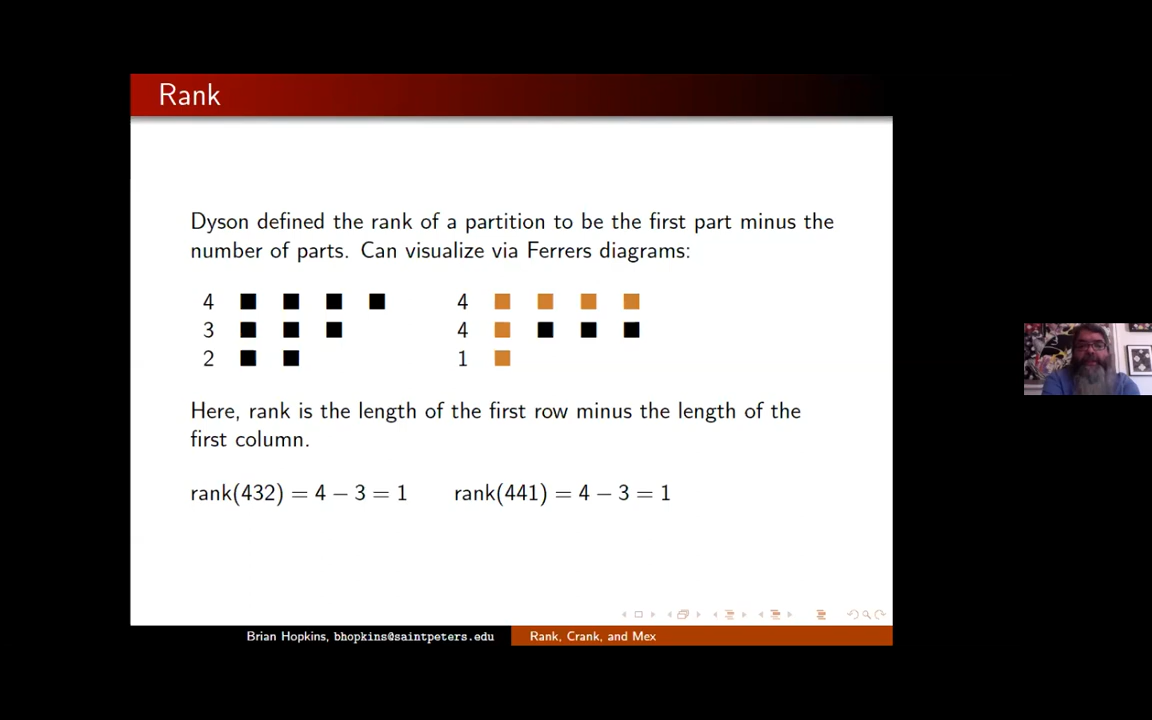 Rank
Dyson defined the rank of a partition to be the first part minus the
number of parts. Can visualize via Ferrers diagrams:
4 4
3 4
2 1
Here, rank is the length of the first row minus the length of the
first column.
rank(432) = 4 − 3 = 1 rank(441) = 4 − 3 = 1
Brian Hopkins, bhopkins@saintpeters.edu Rank, Crank, and Mex